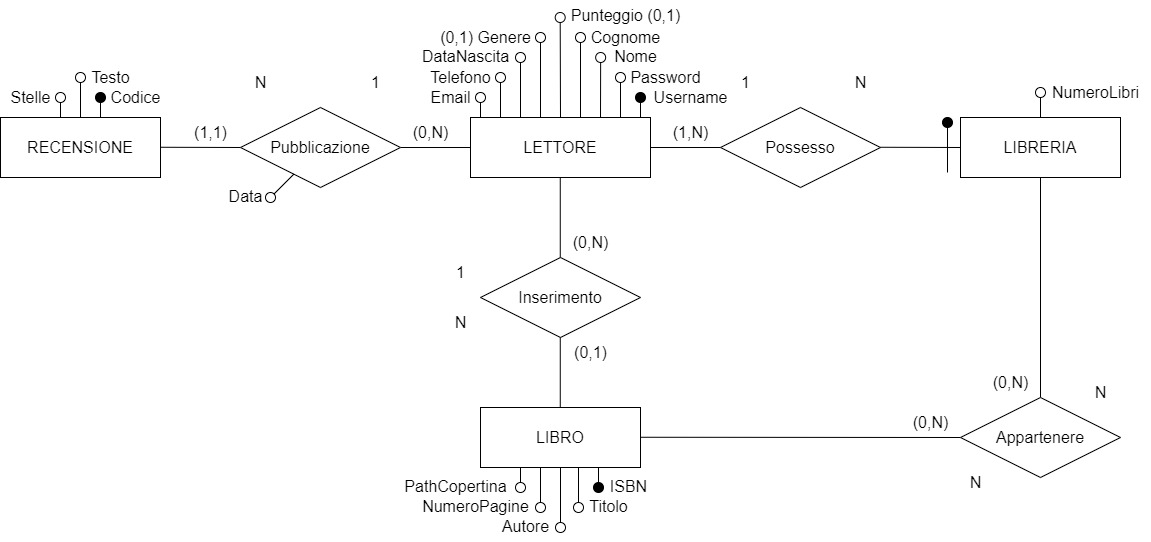 Punteggio (0,1)
(0,1) Genere
Cognome
DataNascita
Nome
N
1
Testo
Telefono
Password
1
N
NumeroLibri
Stelle
Codice
Email
Username
RECENSIONE
(1,1)
Pubblicazione
(0,N)
LETTORE
(1,N)
Possesso
LIBRERIA
Data
(0,N)
1
Inserimento
N
(0,1)
(0,N)
N
(0,N)
LIBRO
Appartenere
N
PathCopertina
ISBN
NumeroPagine
Titolo
Autore